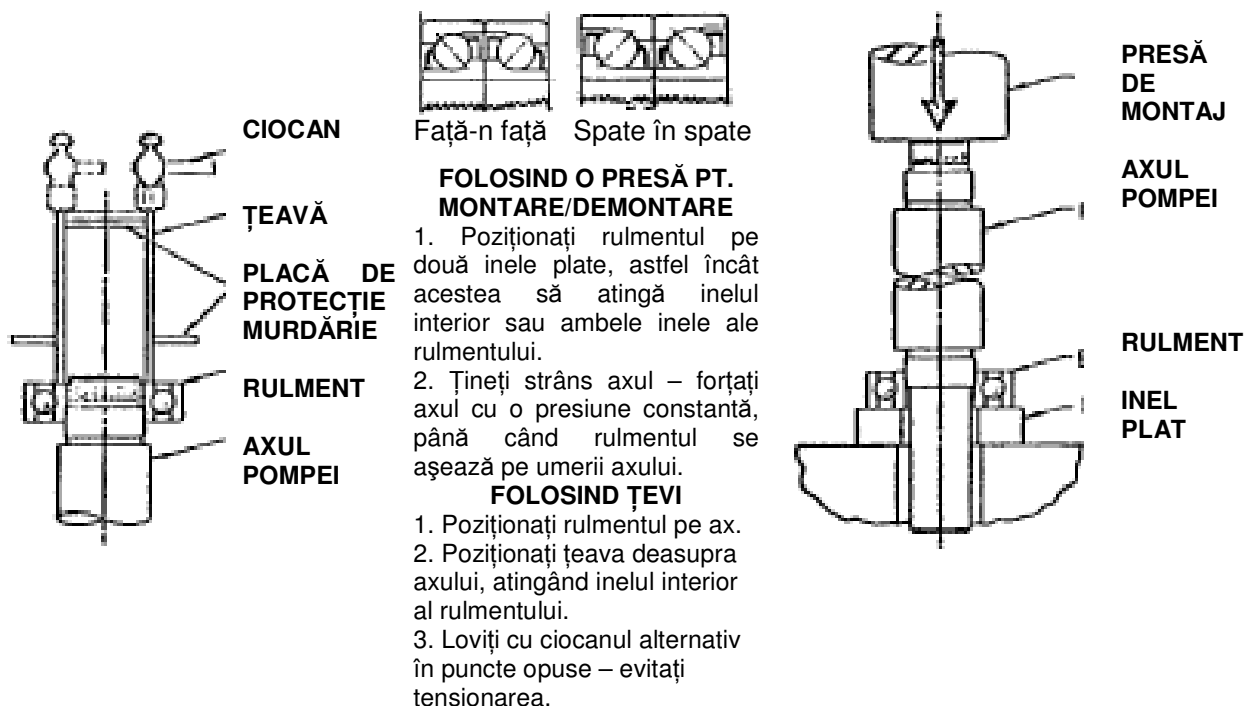 CIOCAN
ȚEAVĂ
PLACĂ DE
PROTECȚIE
MURDĂRIE
RULMENT
AXUL
POMPEI
Față-n față Spate în spate
FOLOSIND O PRESĂ PT.
MONTARE/DEMONTARE
1. Poziționați rulmentul pe
două inele plate, astfel încât
acestea să atingă inelul
interior sau ambele inele ale
rulmentului.
2. Țineți strâns axul – forțați
axul cu o presiune constantă,
până când rulmentul se
așează pe umerii axului.
FOLOSIND ȚEVI
1. Poziționați rulmentul pe ax.
2. Poziționați țeava deasupra
axului, atingând inelul interior
al rulmentului.
3. Loviți cu ciocanul alternativ
în puncte opuse – evitați
tensionarea.
PRESĂ
DE
MONTAJ
AXUL
POMPEI
RULMENT
INEL
PLAT